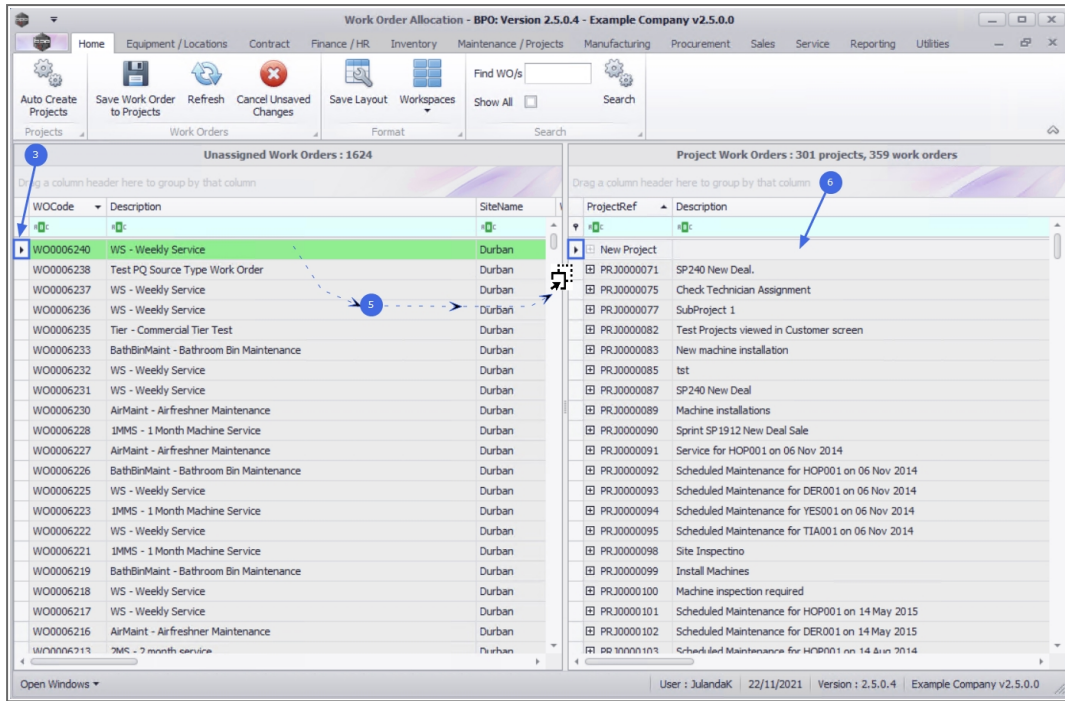 Work Order Allocation - BPO: Version 2.5.0.4 - Example Company v2.5.0.0
Home Equipment / Locations Contract Finance / HR Inventory Maintenance / Projects Manufacturing Procurement Sales Service Reporting Utilities
Auto Create Projects
Save Work Order to Projects
Refresh
Cancel Unsaved Changes
Save Layout
Workspaces
Find WO/s
Show All
Search
Projects Work Orders Format Search
3
Unassigned Work Orders : 1624
Drag a column header here to group by that column
WOCode Description SiteName
WO0006240 WS - Weekly Service Durban
WO0006238 Test PQ Source Type Work Order Durban
WO0006237 WS - Weekly Service Durban
WO0006236 WS - Weekly Service Durban
5
WO0006235 Tier - Commercial Tier Test Durban
WO0006233 BathBinMaint - Bathroom Bin Maintenance Durban
WO0006232 WS - Weekly Service Durban
WO0006231 WS - Weekly Service Durban
WO0006230 AirMaint - Airfreshner Maintenance Durban
WO0006228 1MMS - 1 Month Machine Service Durban
WO0006227 AirMaint - Airfreshner Maintenance Durban
WO0006226 BathBinMaint - Bathroom Bin Maintenance Durban
WO0006225 WS - Weekly Service Durban
WO0006223 1MMS - 1 Month Machine Service Durban
WO0006222 WS - Weekly Service Durban
WO0006221 1MMS - 1 Month Machine Service Durban
WO0006219 BathBinMaint - Bathroom Bin Maintenance Durban
WO0006218 WS - Weekly Service Durban
WO0006217 WS - Weekly Service Durban
WO0006216 AirMaint - Airfreshner Maintenance Durban
WO0006213 2MS - 2 month service Durban
Project Work Orders : 301 projects, 359 work orders
Drag a column header here to group by that column
6
ProjectRef Description
New Project
PRJ0000071 SP240 New Deal.
PRJ0000075 Check Technician Assignment
PRJ0000077 SubProject 1
PRJ0000082 Test Projects viewed in Customer screen
PRJ0000083 New machine installation
PRJ0000085 tst
PRJ0000087 SP240 New Deal
PRJ0000089 Machine installations
PRJ0000090 Sprint SP1912 New Deal Sale
PRJ0000091 Service for HOP001 on 06 Nov 2014
PRJ0000092 Scheduled Maintenance for HOP001 on 06 Nov 2014
PRJ0000093 Scheduled Maintenance for DER001 on 06 Nov 2014
PRJ0000094 Scheduled Maintenance for YES001 on 06 Nov 2014
PRJ0000095 Scheduled Maintenance for TIA001 on 06 Nov 2014
PRJ0000098 Site Inspectino
PRJ0000099 Install Machines
PRJ0000100 Machine inspection required
PRJ0000101 Scheduled Maintenance for HOP001 on 14 May 2015
PRJ0000102 Scheduled Maintenance for DER001 on 14 May 2015
PRJ0000103 Scheduled Maintenance for HOP001 on 14 Aug 2014
Open Windows User : JulandaK 22/11/2021 Version : 2.5.0.4 Example Company v2.5.0.0